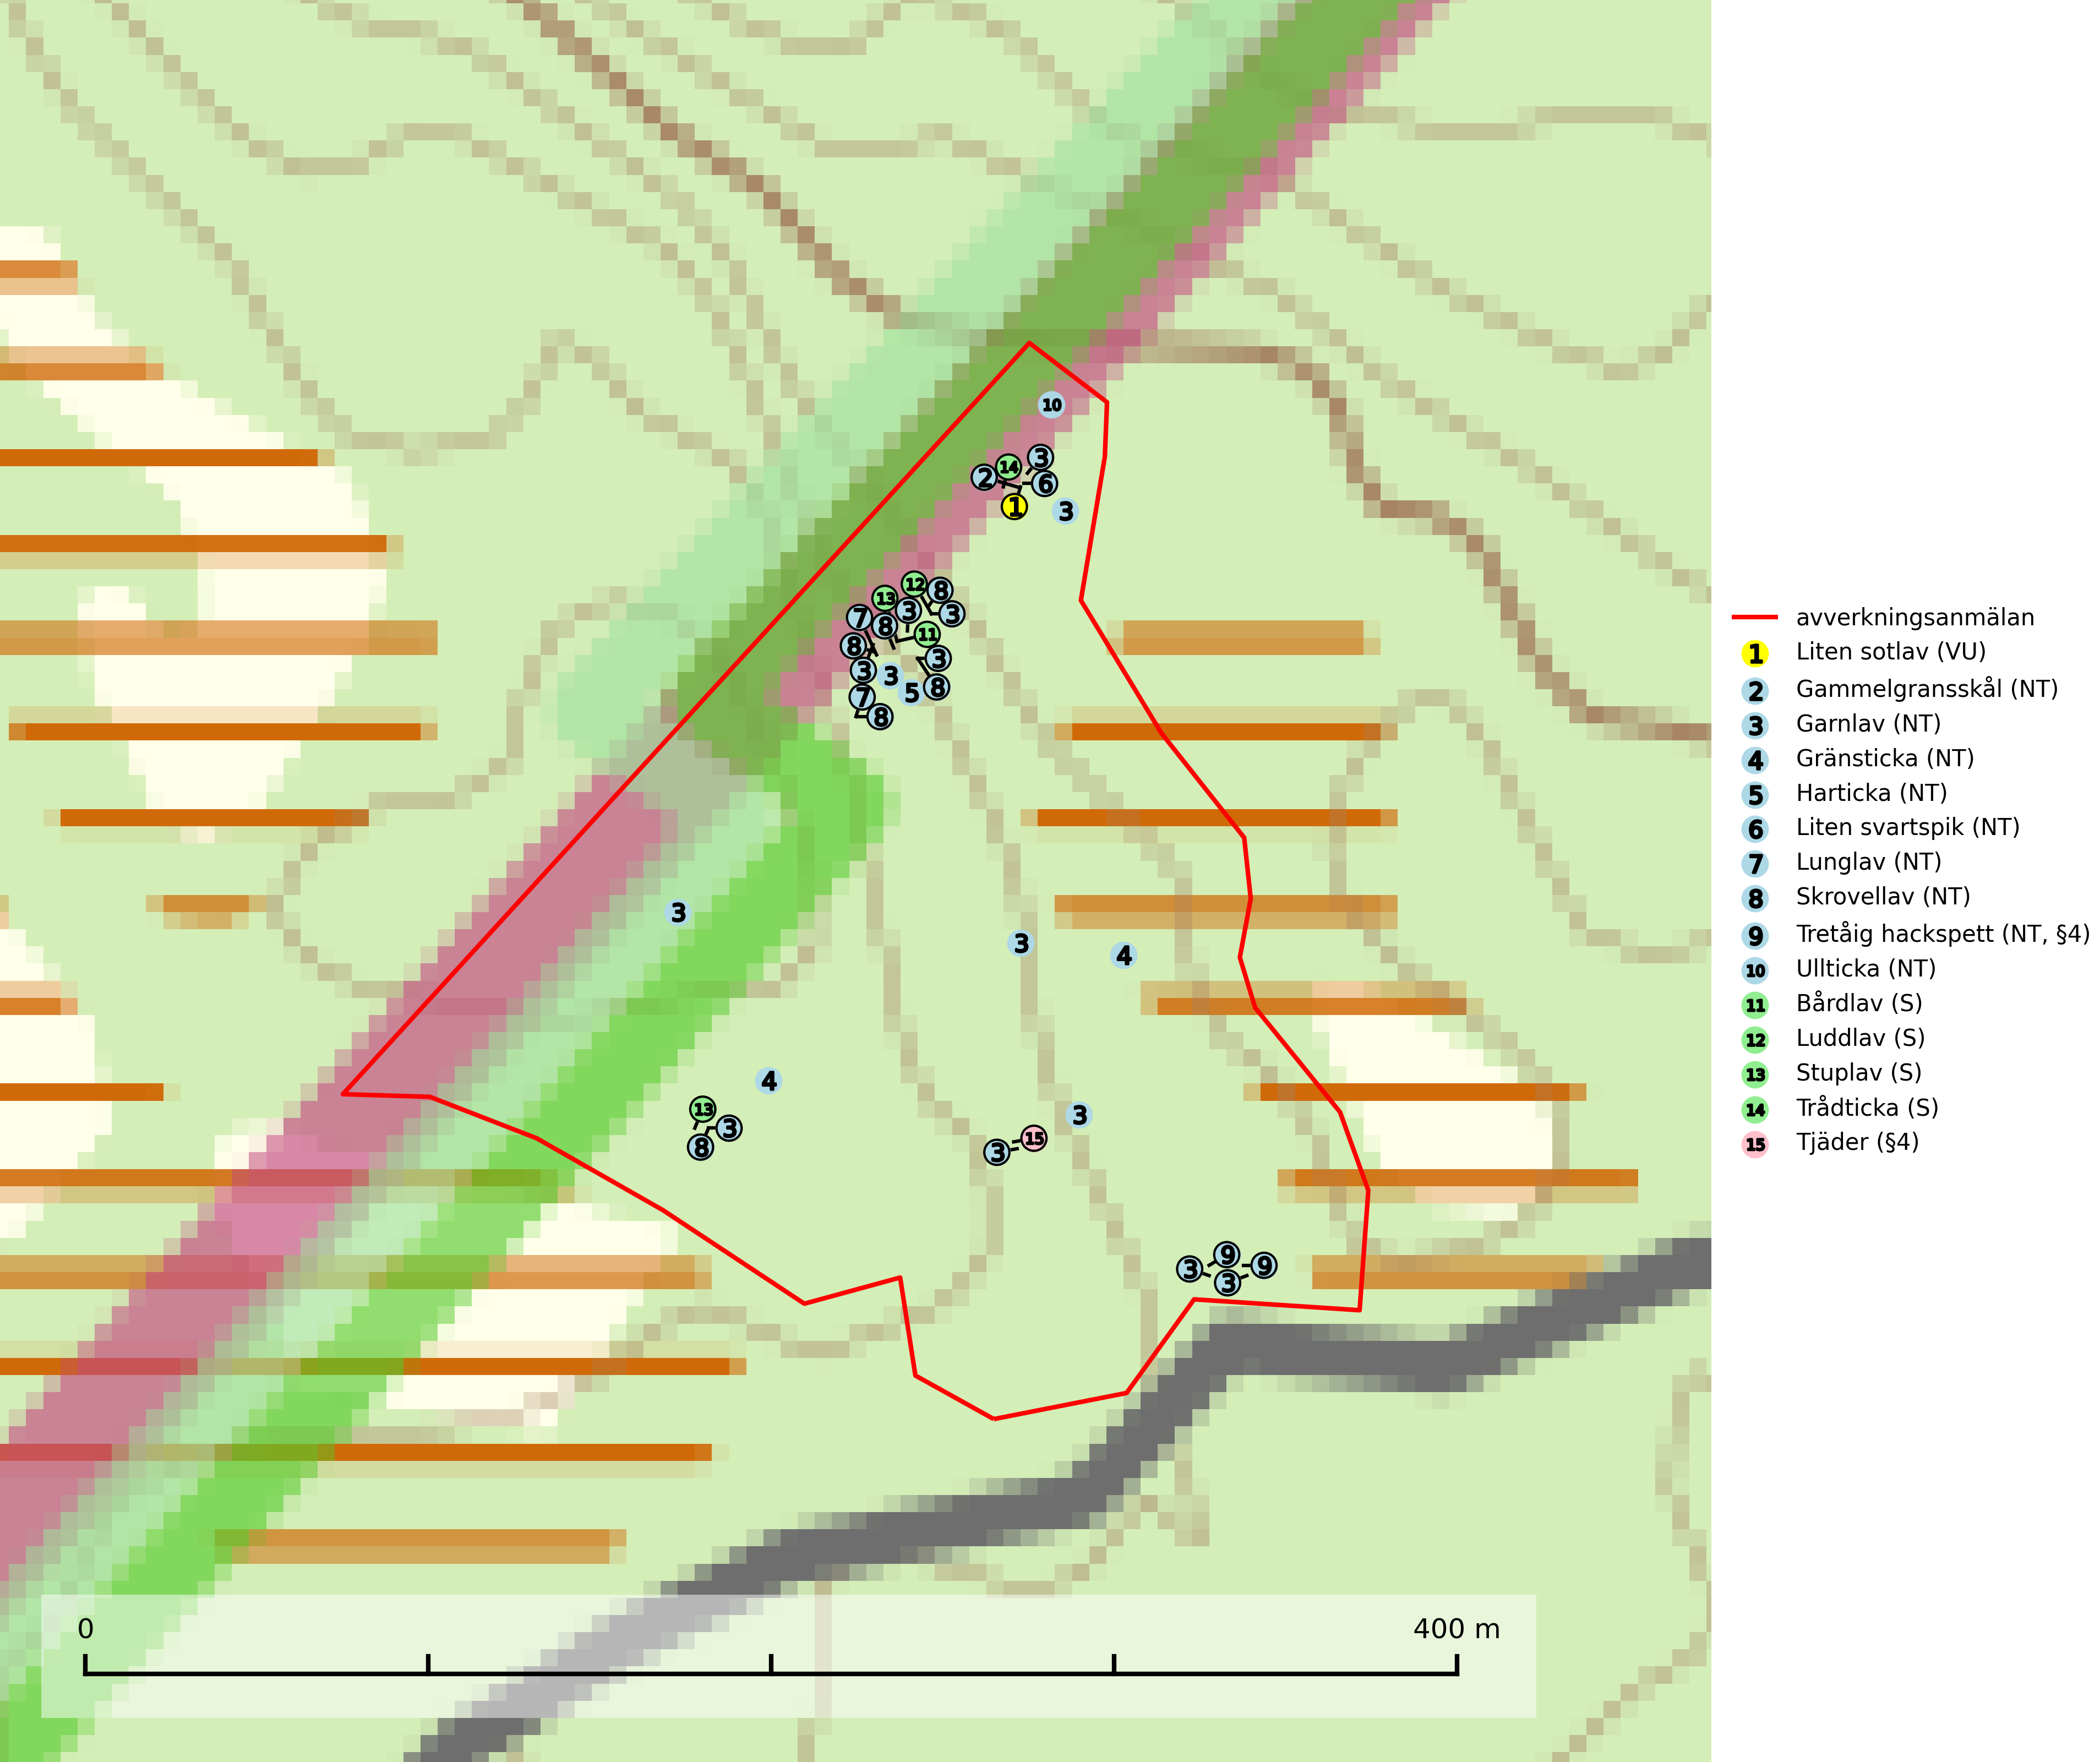 10
3
14
2
6
1
3
12
8
13
3
3
7
8
11
8
3
3
3
5
8
7
8
3
3
4
4
13
3
3
8
15
3
9
9
3
3
0
400 m
avverkningsanmälan
1 Liten sotlav (VU)
2 Gammelgransskål (NT)
3 Garnlav (NT)
4 Gränsticka (NT)
5 Harticka (NT)
6 Liten svartspik (NT)
7 Lunglav (NT)
8 Skrovellav (NT)
9 Tretåig hackspett (NT, §4)
10 Ullticka (NT)
11 Bårdlav (S)
12 Luddlav (S)
13 Stuplav (S)
14 Trådticka (S)
15 Tjäder (§4)